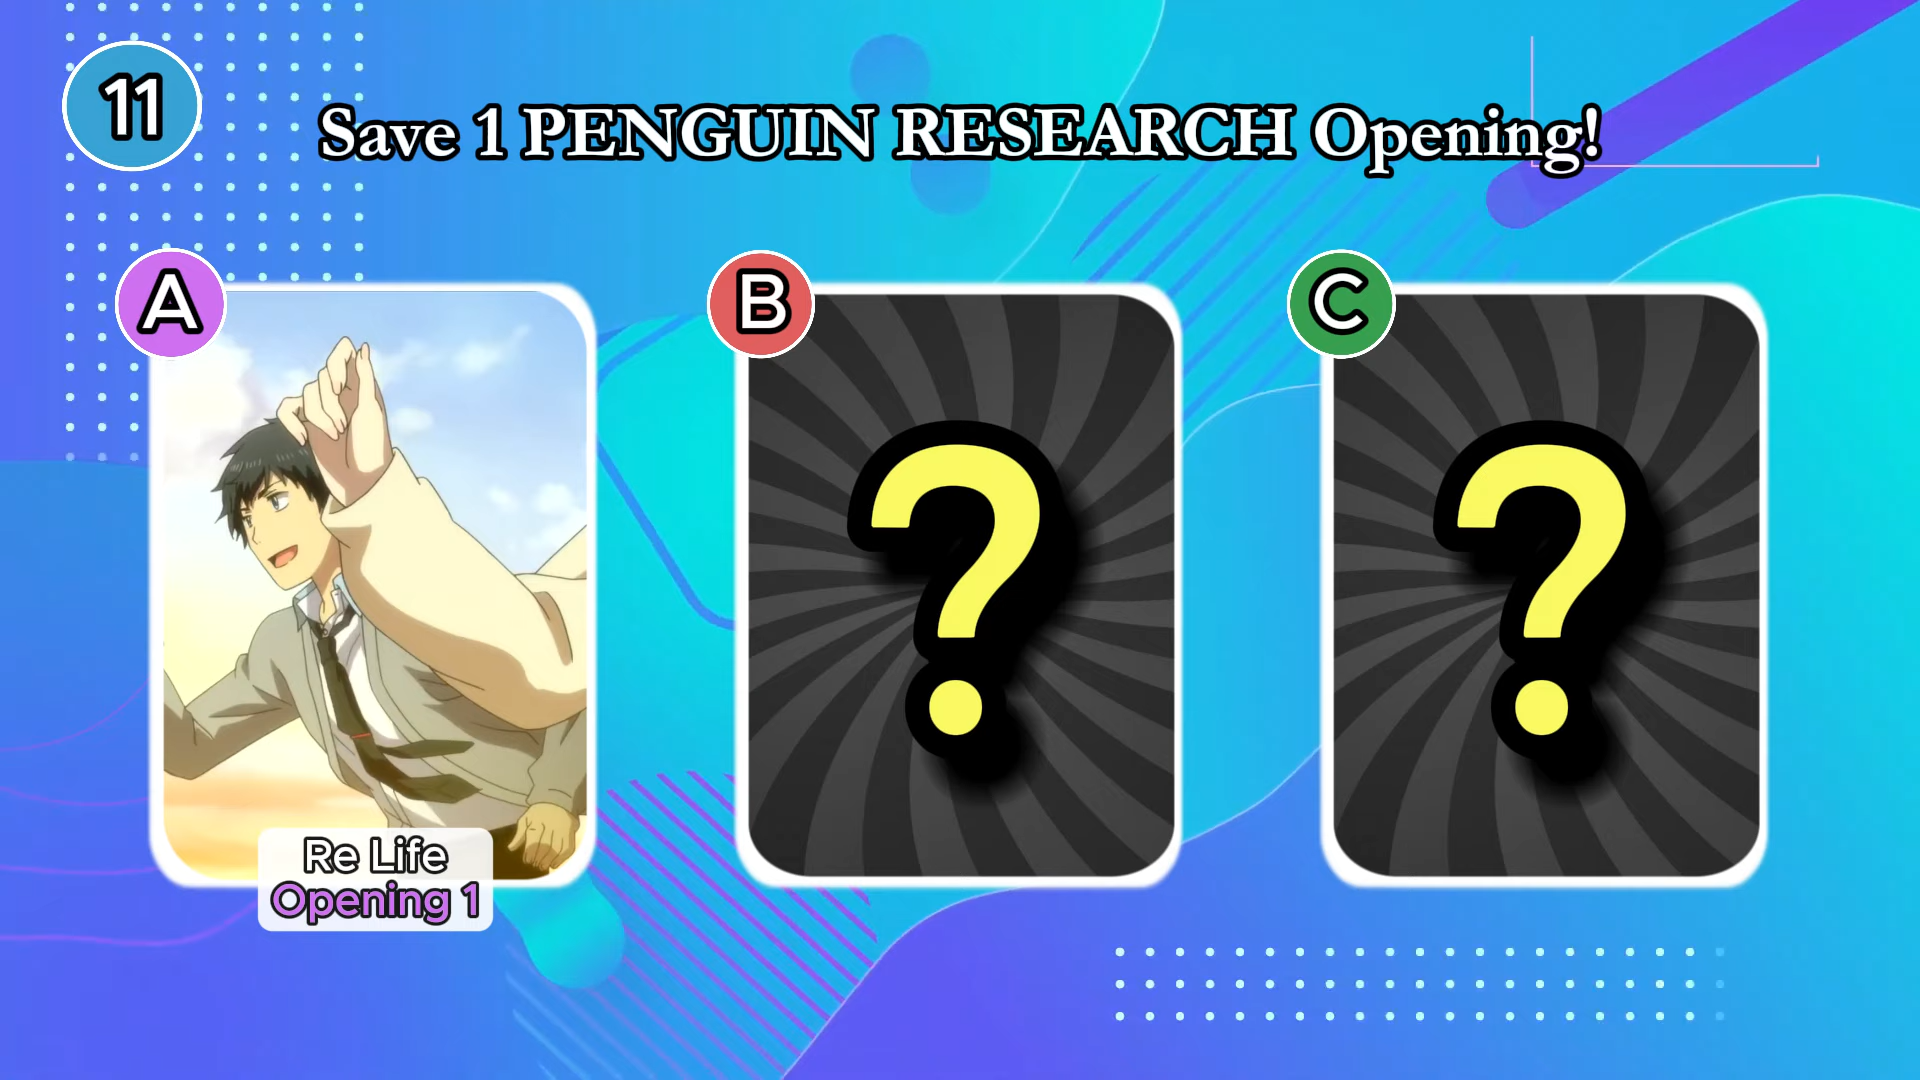 11
Save 1 PENGUIN RESEARCH Opening!
A
B
C
?
?
Re Life
Opening 1